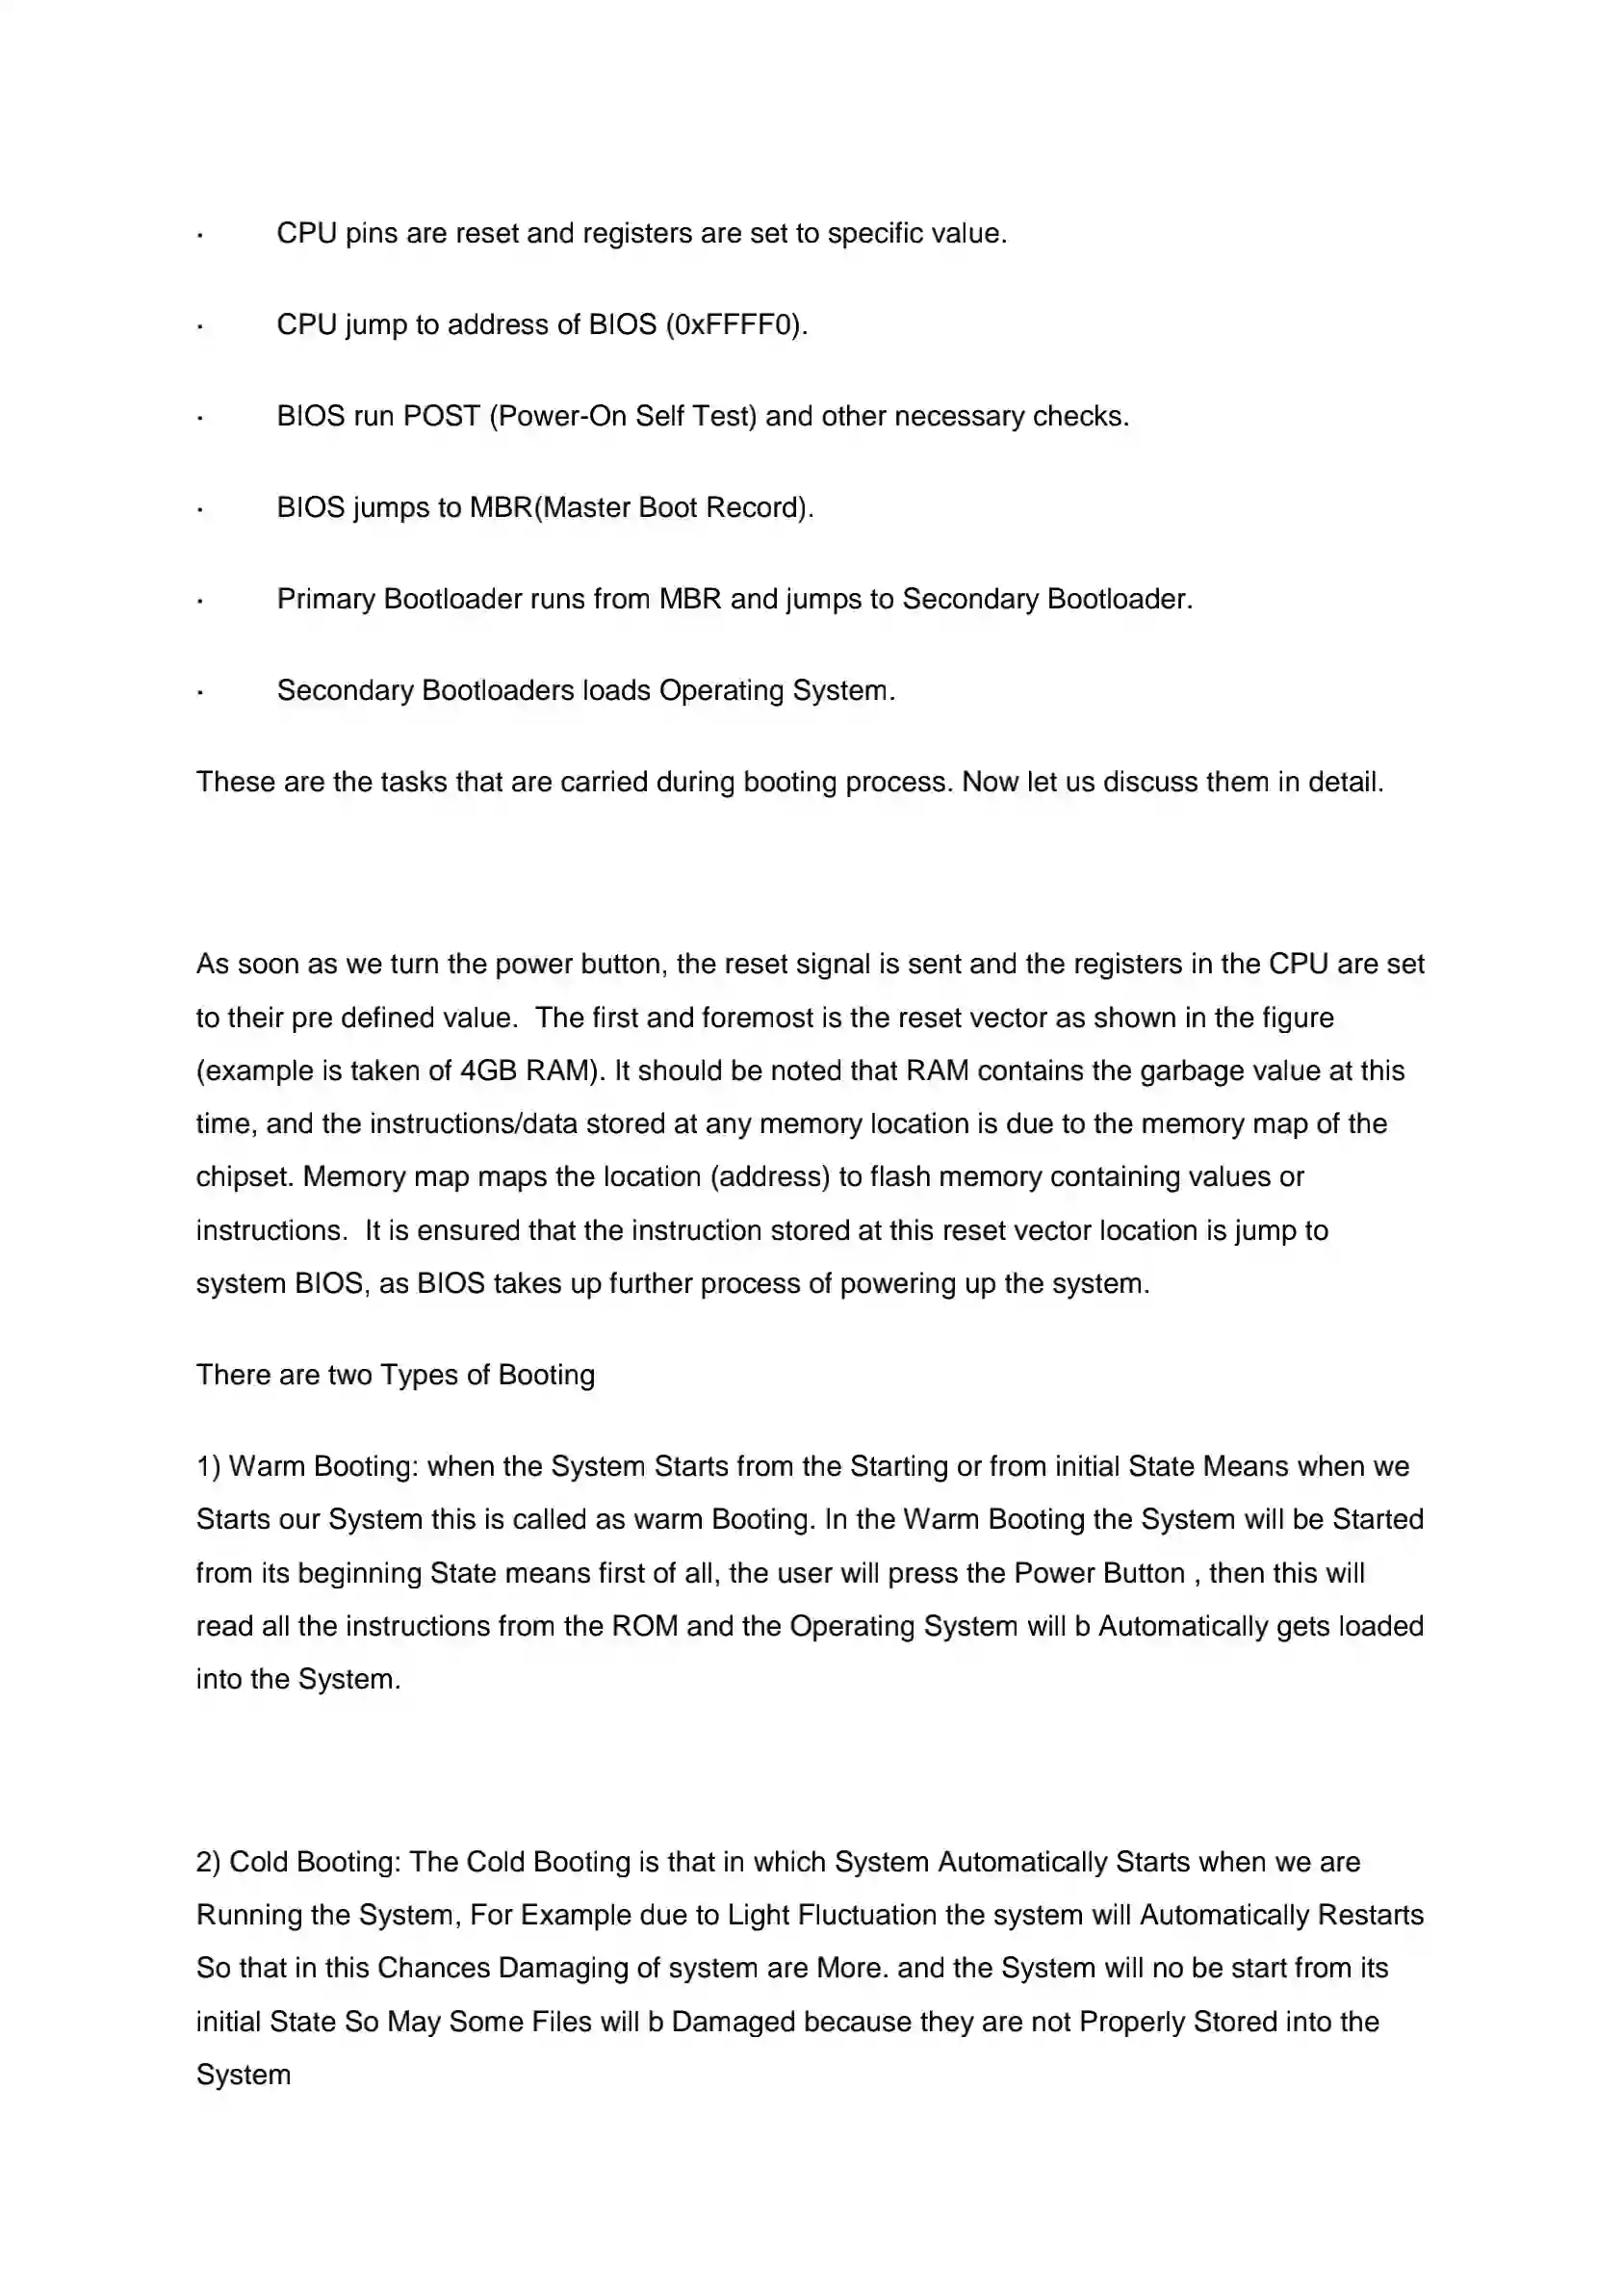 · CPU pins are reset and registers are set to specific value.
· CPU jump to address of BIOS (0xFFFF0).
· BIOS run POST (Power-On Self Test) and other necessary checks.
· BIOS jumps to MBR(Master Boot Record).
· Primary Bootloader runs from MBR and jumps to Secondary Bootloader.
· Secondary Bootloaders loads Operating System.
These are the tasks that are carried during booting process. Now let us discuss them in detail.
As soon as we turn the power button, the reset signal is sent and the registers in the CPU are set
to their pre defined value.  The first and foremost is the reset vector as shown in the figure
(example is taken of 4GB RAM). It should be noted that RAM contains the garbage value at this
time, and the instructions/data stored at any memory location is due to the memory map of the
chipset. Memory map maps the location (address) to flash memory containing values or
instructions.  It is ensured that the instruction stored at this reset vector location is jump to
system BIOS, as BIOS takes up further process of powering up the system.
There are two Types of Booting
1) Warm Booting: when the System Starts from the Starting or from initial State Means when we
Starts our System this is called as warm Booting. In the Warm Booting the System will be Started
from its beginning State means first of all, the user will press the Power Button , then this will
read all the instructions from the ROM and the Operating System will b Automatically gets loaded
into the System.
2) Cold Booting: The Cold Booting is that in which System Automatically Starts when we are
Running the System, For Example due to Light Fluctuation the system will Automatically Restarts
So that in this Chances Damaging of system are More. and the System will no be start from its
initial State So May Some Files will b Damaged because they are not Properly Stored into the
System